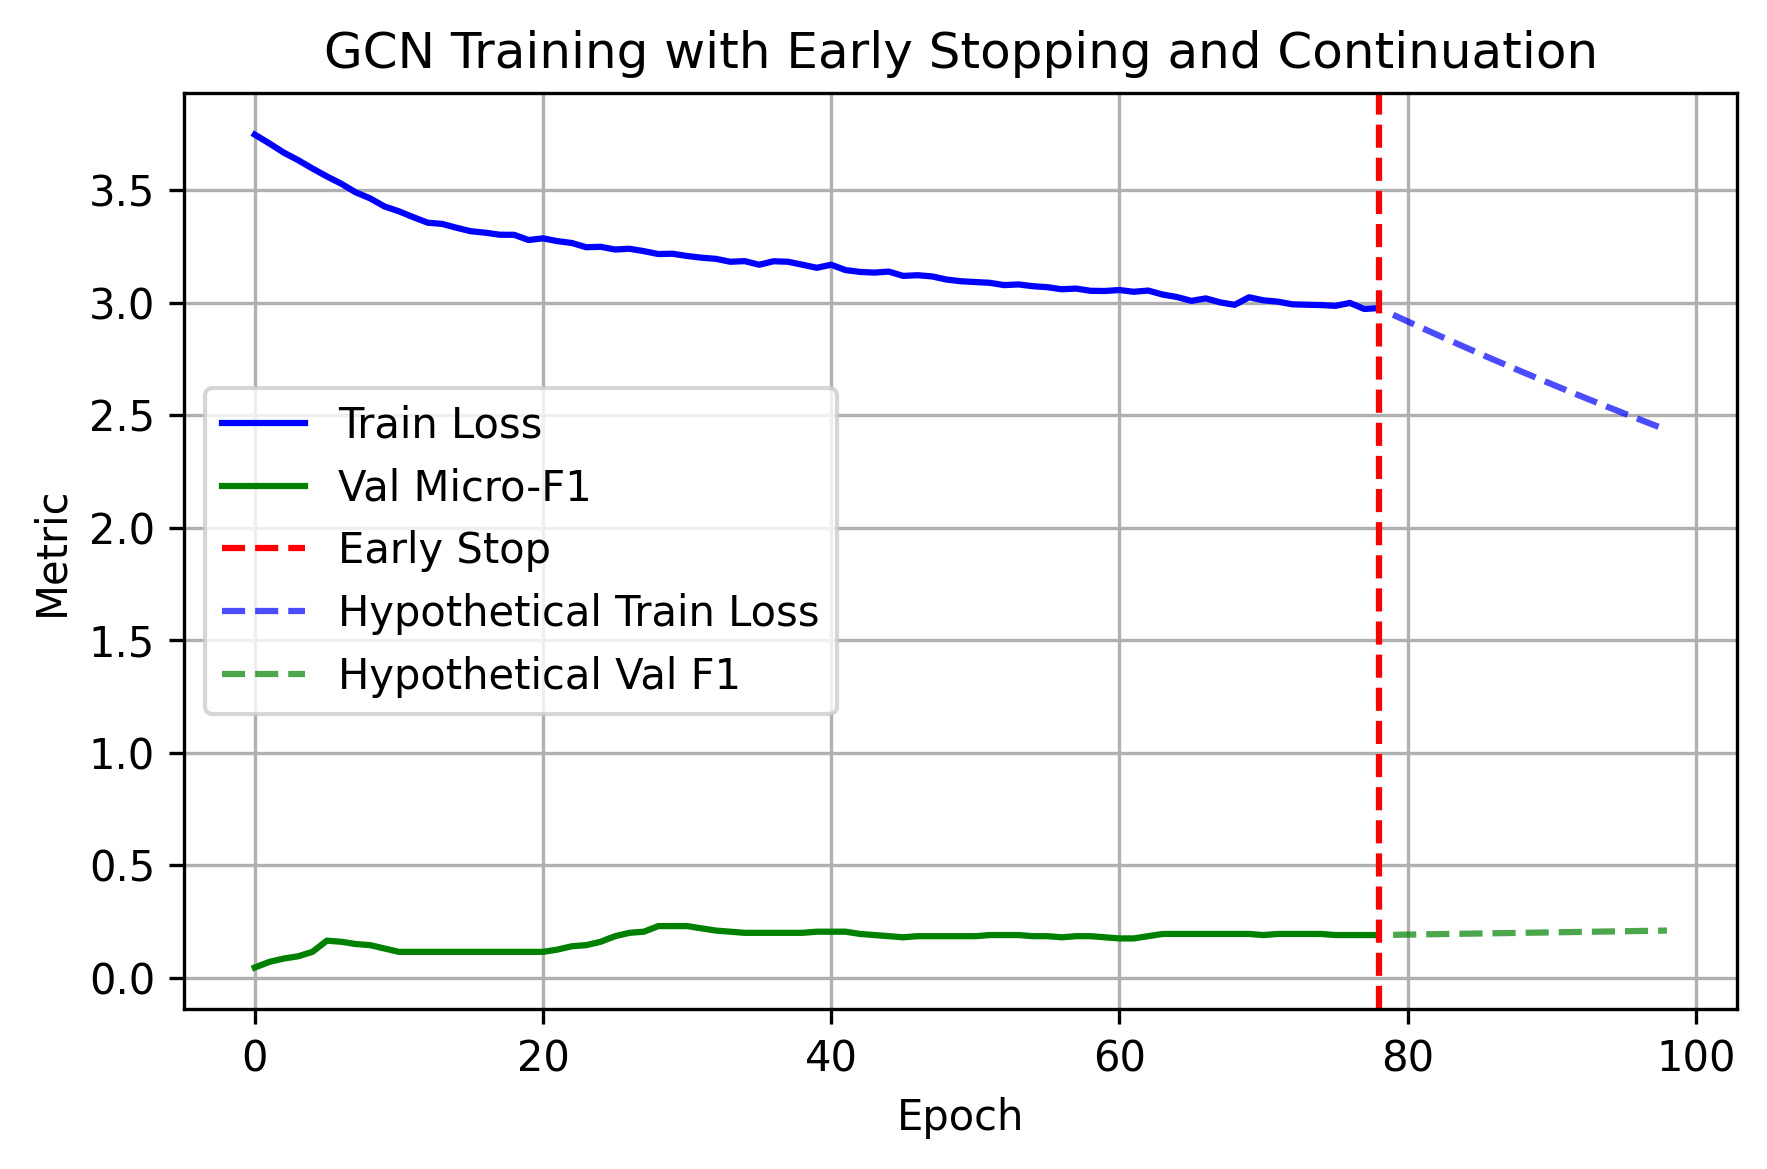 GCN Training with Early Stopping and Continuation
Metric
3.5
3.0
2.5
2.0
1.5
1.0
0.5
0.0
Train Loss
Val Micro-F1
Early Stop
Hypothetical Train Loss
Hypothetical Val F1
0 20 40 60 80 100
Epoch